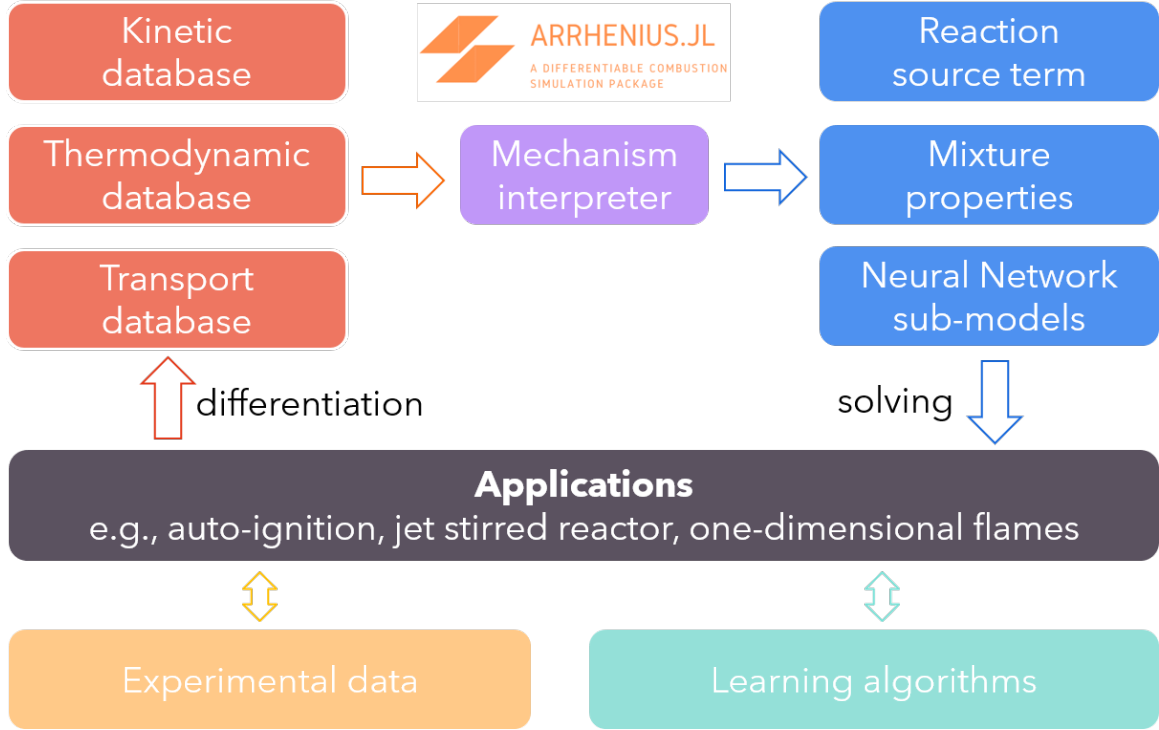 Kinetic
database
ARRHENIUS.JL
A DIFFERENTIABLE COMBUSTION
SIMULATION PACKAGE
Reaction
source term
Thermodynamic
database
Mechanism
interpreter
Mixture
properties
Transport
database
Neural Network
sub-models
differentiation
solving
Applications
e.g., auto-ignition, jet stirred reactor, one-dimensional flames
Experimental data
Learning algorithms